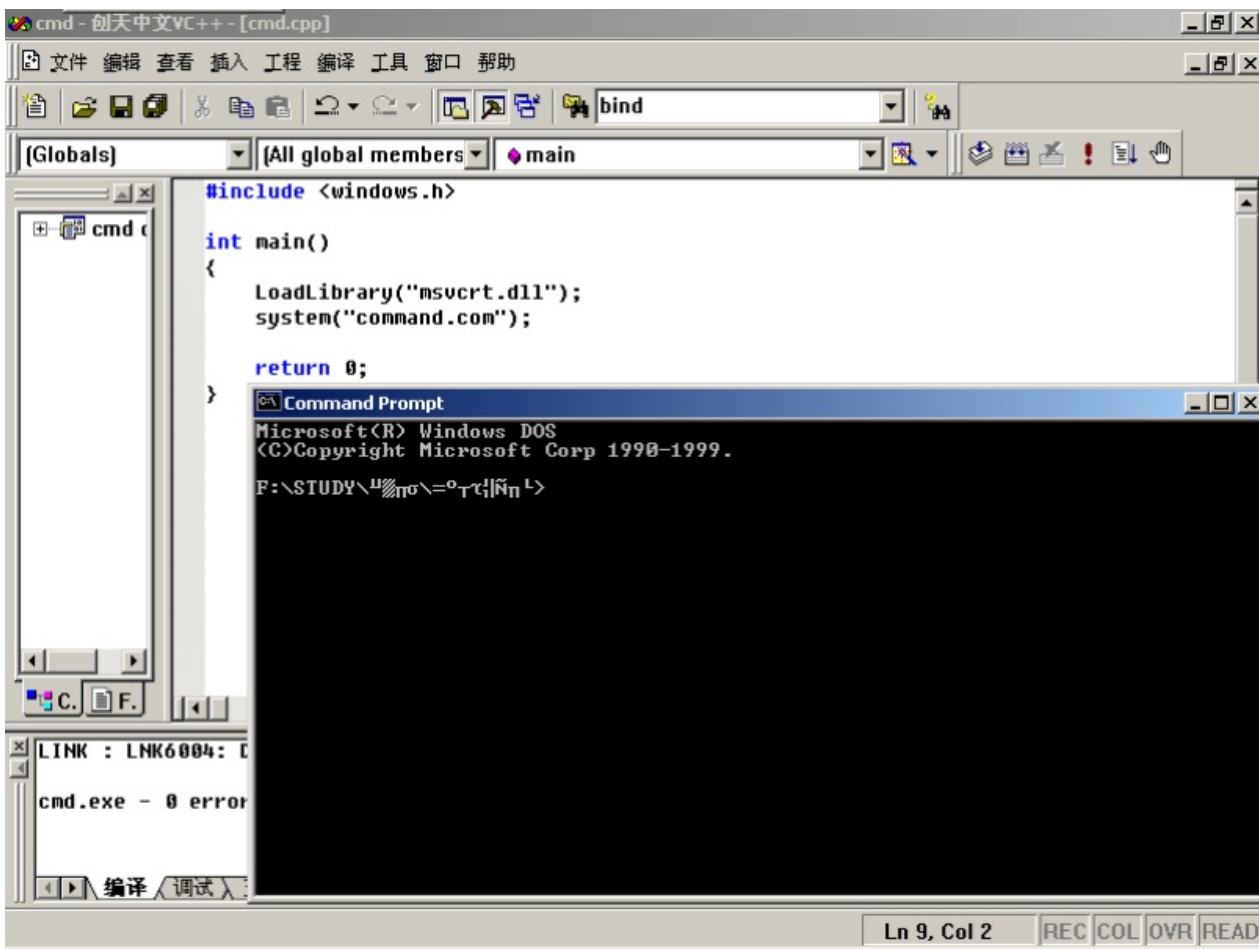 cmd - 创天中文VC++ - [cmd.cpp]
文件 编辑 查看 插入 工程 编译 工具 窗口 帮助
bind
(Globals) (All global members main
cmd
#include <windows.h>
int main()
{
LoadLibrary("msvcrt.dll");
system("command.com");
return 0;
}
Command Prompt
Microsoft(R) Windows DOS
(C)Copyright Microsoft Corp 1990-1999.
F:\STUDY\
C. F.
LINK : LNK6004:
cmd.exe - 0 error
编译 调试
Ln 9, Col 2 REC COL OVR READ